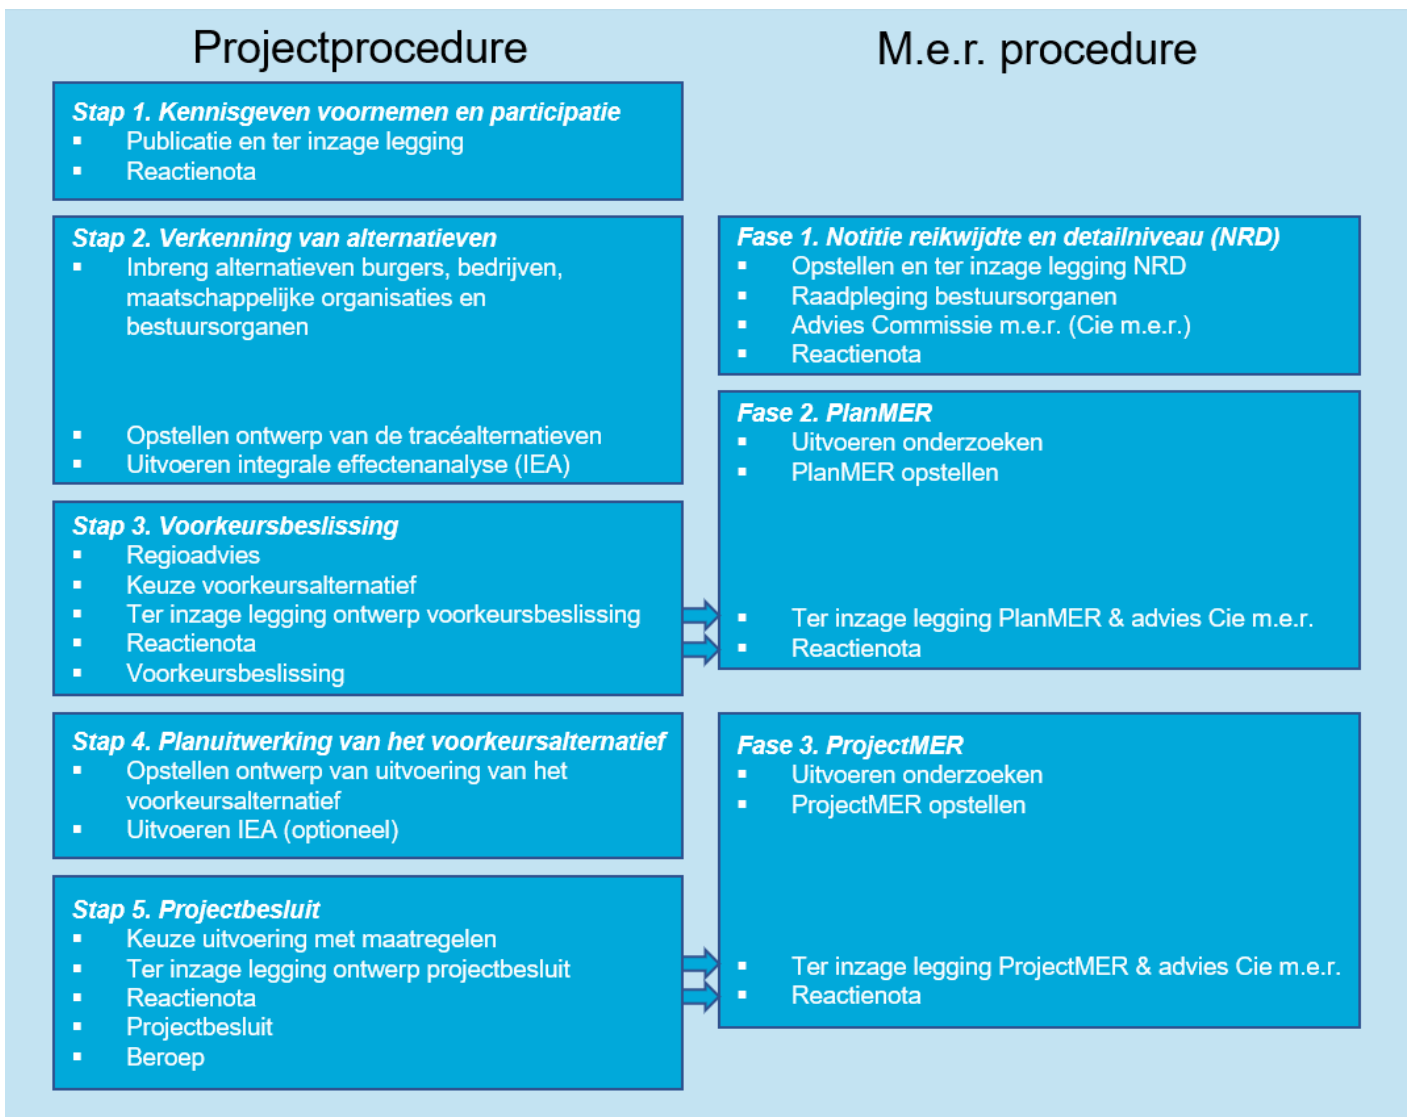 Projectprocedure
Stap 1. Kennisgeven voornemen en participatie
▪ Publicatie en ter inzage legging
▪ Reactienota
Stap 2. Verkenning van alternatieven
▪ Inbreng alternatieven burgers, bedrijven,
maatschappelijke organisaties en
bestuursorganen
▪ Opstellen ontwerp van de tracéalternatieven
▪ Uitvoeren integrale effectenanalyse (IEA)
Stap 3. Voorkeursbeslissing
▪ Regioadvies
▪ Keuze voorkeursalternatief
▪ Ter inzage legging ontwerp voorkeursbeslissing
▪ Reactienota
▪ Voorkeursbeslissing
Stap 4. Planuitwerking van het voorkeursalternatief
▪ Opstellen ontwerp van uitvoering van het
voorkeursalternatief
▪ Uitvoeren IEA (optioneel)
Stap 5. Projectbesluit
▪ Keuze uitvoering met maatregelen
▪ Ter inzage legging ontwerp projectbesluit
▪ Reactienota
▪ Projectbesluit
▪ Beroep
M.e.r. procedure
Fase 1. Notitie reikwijdte en detailniveau (NRD)
▪ Opstellen en ter inzage legging NRD
▪ Raadpleging bestuursorganen
▪ Advies Commissie m.e.r. (Cie m.e.r.)
▪ Reactienota
Fase 2. PlanMER
▪ Uitvoeren onderzoeken
▪ PlanMER opstellen
▪ Ter inzage legging PlanMER & advies Cie m.e.r.
▪ Reactienota
Fase 3. ProjectMER
▪ Uitvoeren onderzoeken
▪ ProjectMER opstellen
▪ Ter inzage legging ProjectMER & advies Cie m.e.r.
▪ Reactienota